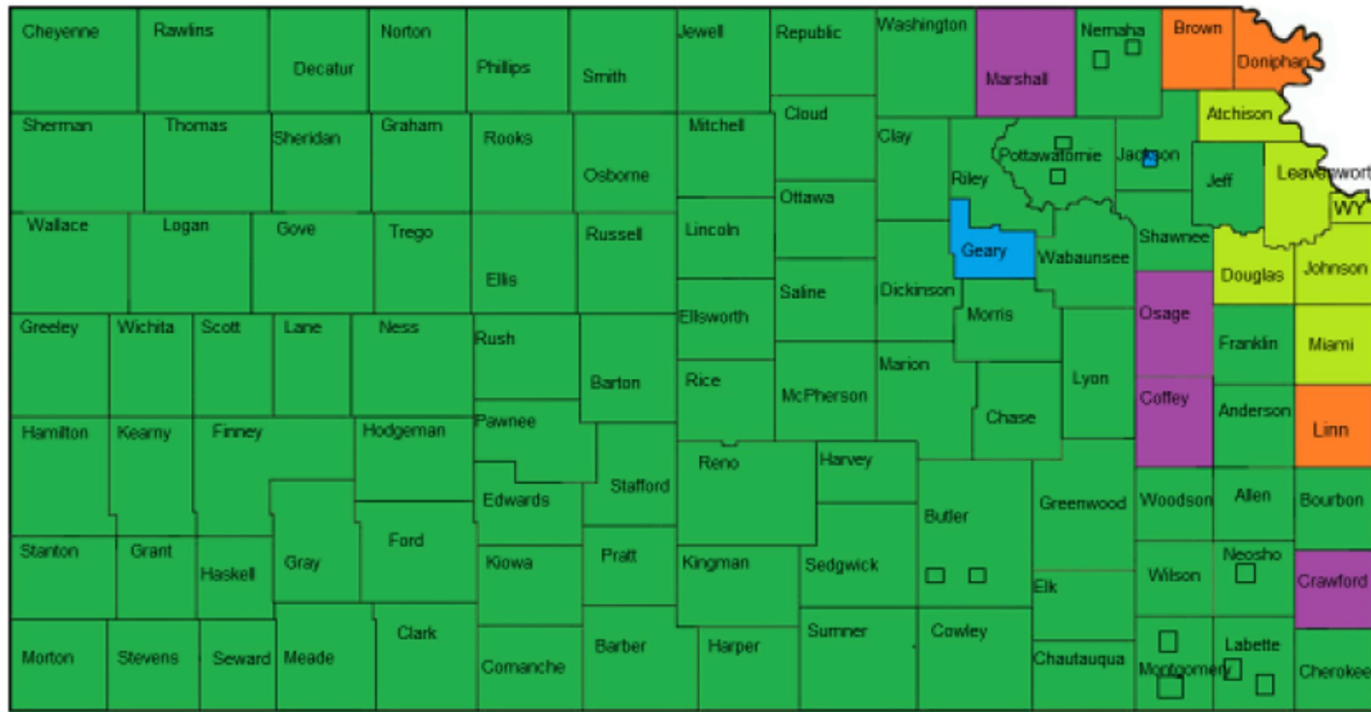 Cheyenne
Rawlins
Decatur
Norton
Phillips
Smith
Jewell
Republic
Washington
Marshall
Nemaha
Brown
Doniphan
Sherman
Thomas
Sheridan
Graham
Rooks
Osborne
Mitchell
Cloud
Clay
Riley
Pottawatomie
Jackson
Atchison
Jeff
Leavenwort
WY
Wallace
Logan
Gove
Trego
Ellis
Russell
Lincoln
Ottawa
Saline
Dickinson
Geary
Wabaunsee
Shawnee
Douglas
Johnson
Greeley
Wichita
Scott
Lane
Ness
Rush
Barton
Ellsworth
Rice
McPherson
Marion
Morris
Chase
Lyon
Osage
Franklin
Miami
Coffey
Anderson
Linn
Hamilton
Kearny
Finney
Hodgeman
Pawnee
Edwards
Stafford
Reno
Harvey
Butler
Greenwood
Woodson
Allen
Bourbon
Stanton
Grant
Haskell
Gray
Ford
Kiowa
Pratt
Kingman
Sedgwick
Elk
Wilson
Neosho
Crawford
Morton
Stevens
Seward
Meade
Clark
Comanche
Barber
Harper
Sumner
Cowley
Chautauqua
Montgomery
Labette
Cherokee